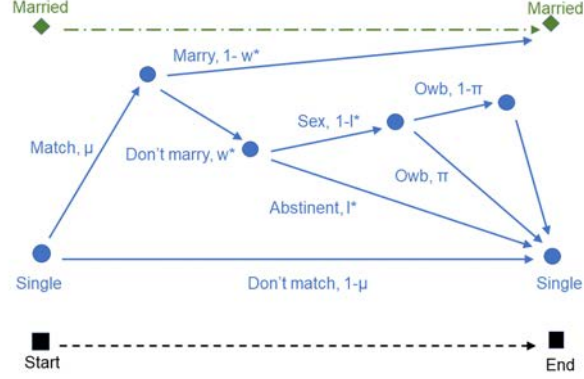 Married
Married
Marry, 1- w*
Owb, 1-π
Sex, 1-I*
Match, μ
Don't marry, w*
Owb, π
Abstinent, I*
Single
Don't match, 1-μ
Single
Start
End